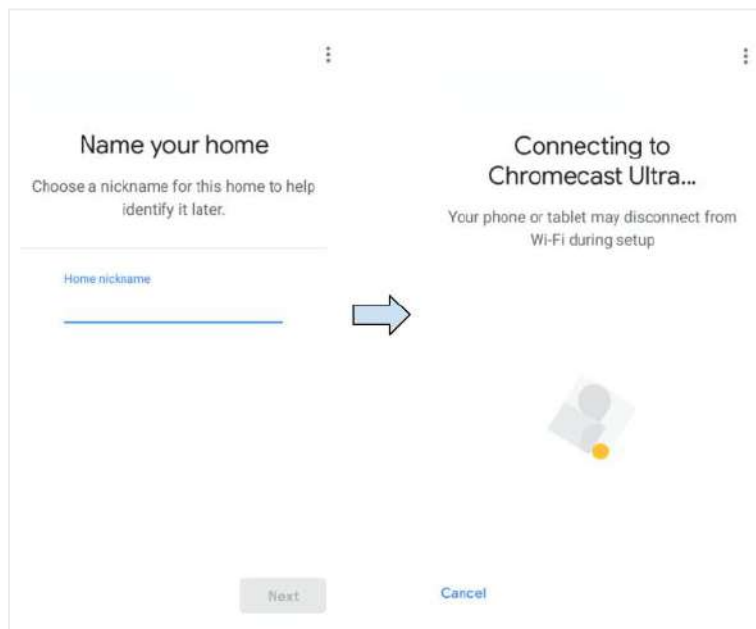 Name your home
Choose a nickname for this home to help
identify it later.
Home nickname
Next
Connecting to
Chromecast Ultra...
Your phone or tablet may disconnect from
Wi-Fi during setup
Cancel